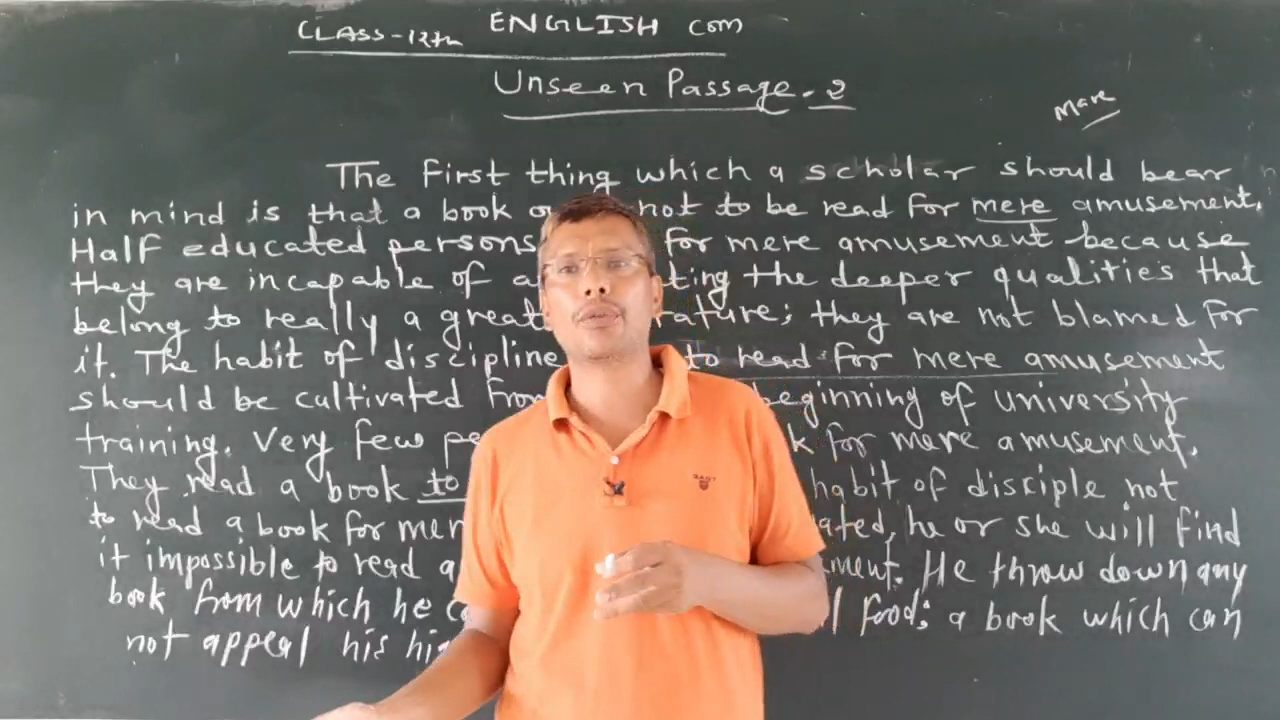 CLASS-12th ENGLISH com
Unseen Passage. 2
Mare
The first thing which a scholar should bear
in mind is that a book not to be read for mere amusement.
Half educated persons for mere amusement because
they are incapable of the deeper qualities that
belong to really a great they are not blamed for
it. The habit of discipline to read for mere amusement
should be cultivated beginning of university
training. Very few for mere amusement.
They read a book to habit of disciple not
to read a book for he or she will find
it impossible to read He throw down any
book from which he food; a book which can
not appeal his